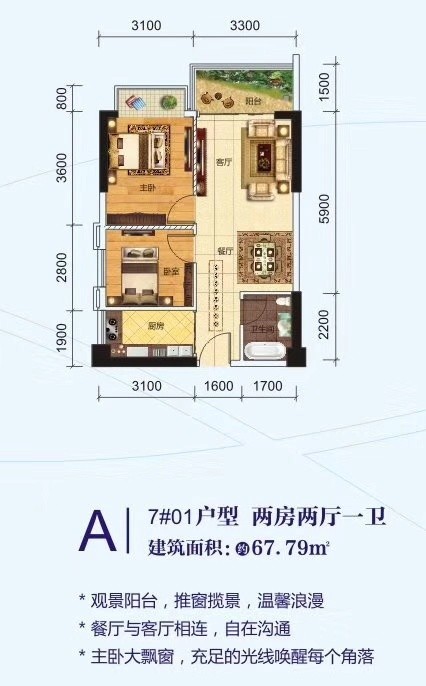 3100 3300
800
3600
2800
1900
1500
5900
2200
阳台
客厅
主卧
餐厅
卧室
厨房
卫生间
3100 1600 1700
A
7#01户型 两房两厅一卫
建筑面积:约67.79㎡
* 观景阳台，推窗揽景，温馨浪漫
* 餐厅与客厅相连，自在沟通
* 主卧大飘窗，充足的光线唤醒每个角落